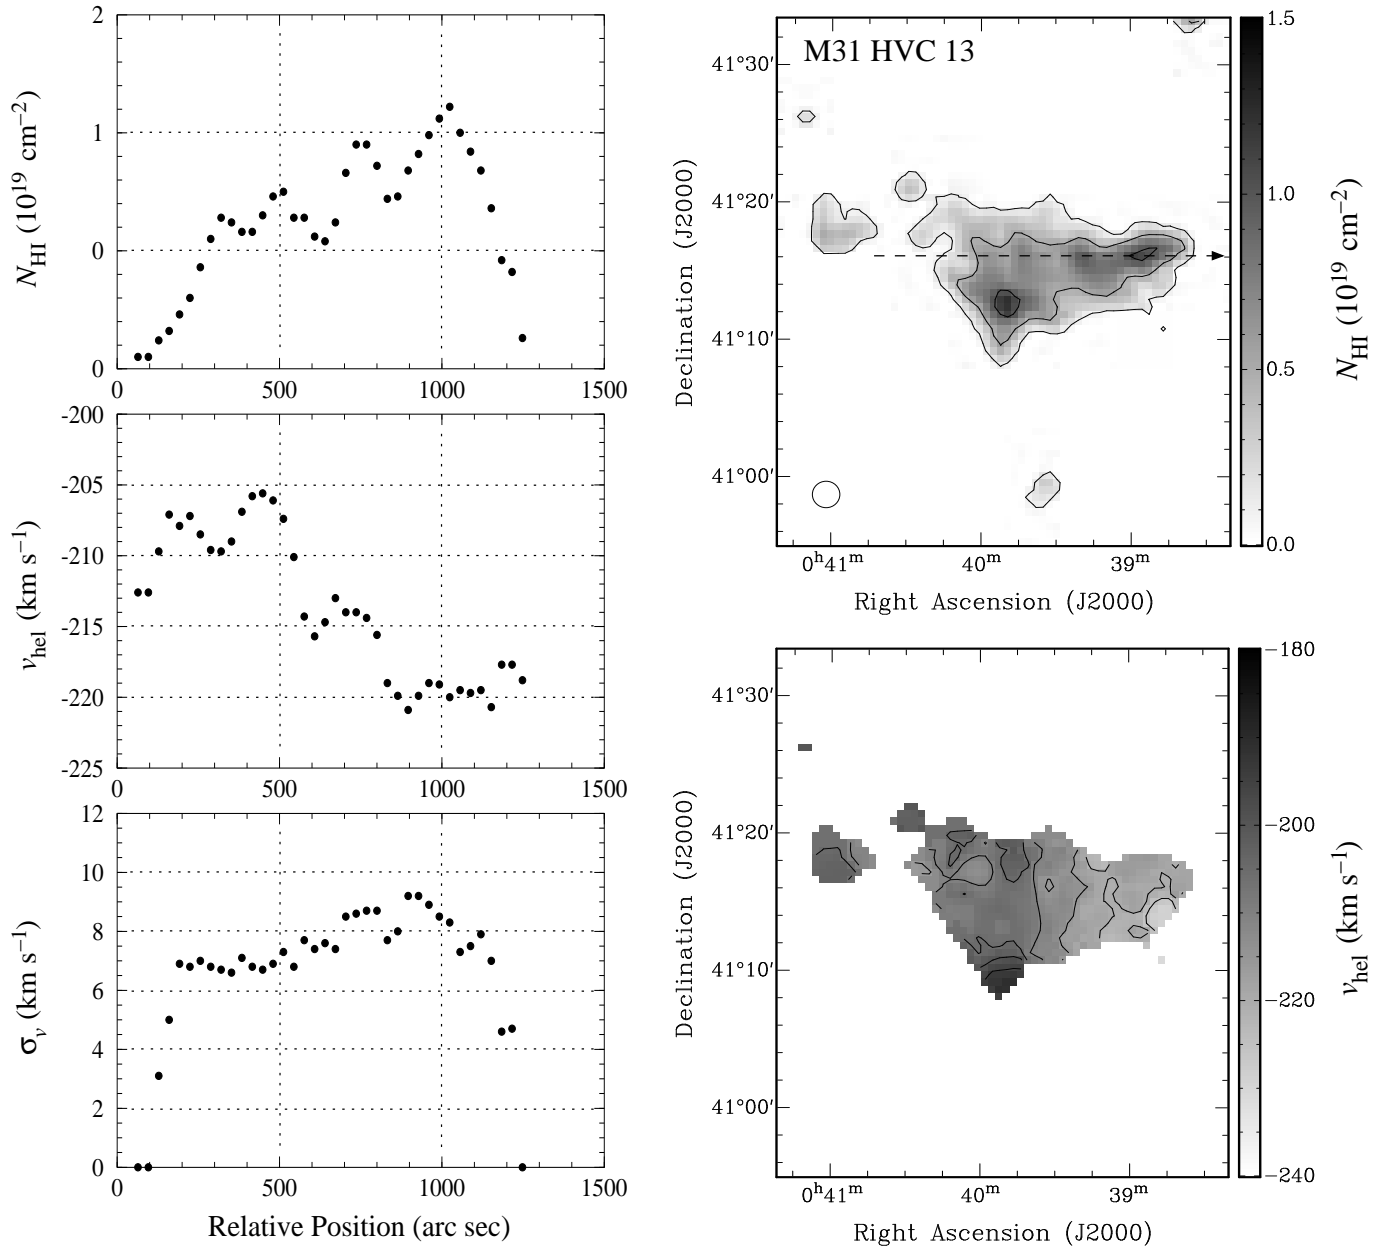 2
1
0
0
N_HI (10^19 cm^−2)
0 500 1000 1500
-200
-205
-210
-215
-220
-225
v_hel (km s^−1)
0 500 1000 1500
12
10
8
6
4
2
0
σ_v (km s^−1)
0 500 1000 1500
Relative Position (arc sec)
M31 HVC 13
41°30′
41°20′
41°10′
41°00′
Declination (J2000)
0^h41^m 40^m 39^m
Right Ascension (J2000)
1.5
1.0
0.5
0.0
N_HI (10^19 cm^−2)
41°30′
41°20′
41°10′
41°00′
Declination (J2000)
0^h41^m 40^m 39^m
Right Ascension (J2000)
−180
−200
−220
−240
v_hel (km s^−1)